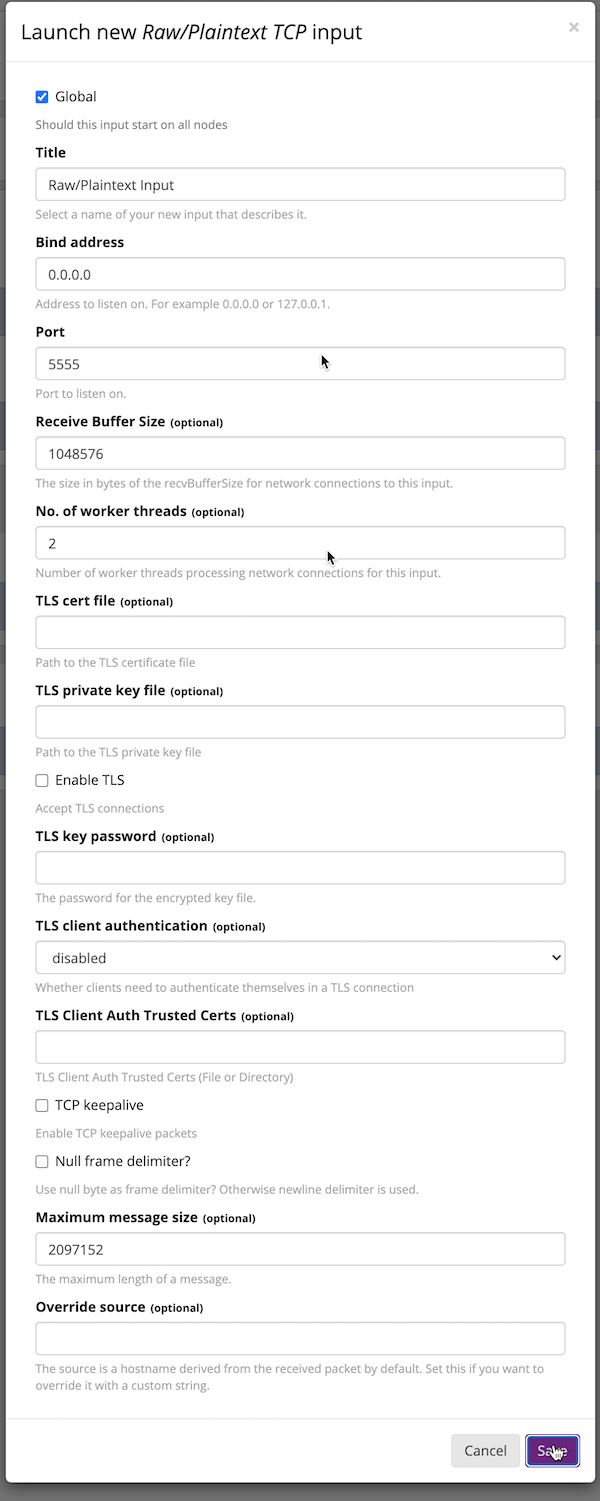 Launch new Raw/Plaintext TCP input
×
Global
Should this input start on all nodes
Title
Raw/Plaintext Input
Select a name of your new input that describes it.
Bind address
0.0.0.0
Address to listen on. For example 0.0.0.0 or 127.0.0.1.
Port
5555
Port to listen on.
Receive Buffer Size (optional)
1048576
The size in bytes of the recvBufferSize for network connections to this input.
No. of worker threads (optional)
2
Number of worker threads processing network connections for this input.
TLS cert file (optional)
Path to the TLS certificate file
TLS private key file (optional)
Path to the TLS private key file
Enable TLS
Accept TLS connections
TLS key password (optional)
The password for the encrypted key file.
TLS client authentication (optional)
disabled
Whether clients need to authenticate themselves in a TLS connection
TLS Client Auth Trusted Certs (optional)
TLS Client Auth Trusted Certs (File or Directory)
TCP keepalive
Enable TCP keepalive packets
Null frame delimiter?
Use null byte as frame delimiter? Otherwise newline delimiter is used.
Maximum message size (optional)
2097152
The maximum length of a message.
Override source (optional)
The source is a hostname derived from the received packet by default. Set this if you want to
override it with a custom string.
Cancel
Save